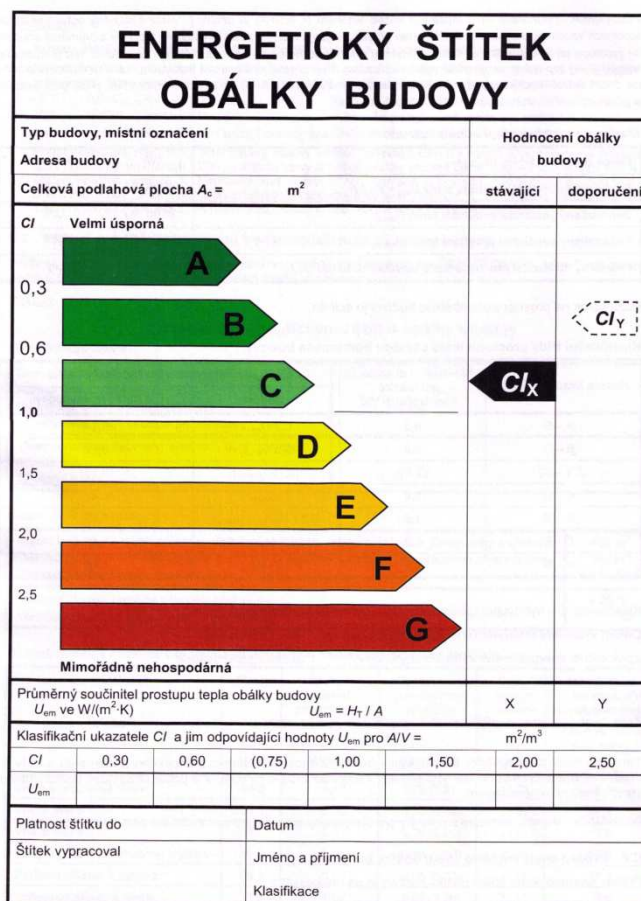 ENERGETICKÝ ŠTÍTEK
OBÁLKY BUDOVY
Typ budovy, místní označení
Adresa budovy
Hodnocení obálky
budovy
Celková podlahová plocha Ac = m²
stávající
doporučení
CI Velmi úsporná
A
0,3
B
CIY
0,6
C
CIX
1,0
D
1,5
E
2,0
F
2,5
G
Mimořádně nehospodárná
Průměrný součinitel prostupu tepla obálky budovy
Uem ve W/(m²·K) Uem = HT / A
X
Y
Klasifikační ukazatele CI a jim odpovídající hodnoty Uem pro A/V = m²/m³
CI 0,30 0,60 (0,75) 1,00 1,50 2,00 2,50
Uem
Platnost štítku do
Datum
Štítek vypracoval
Jméno a příjmení
Klasifikace